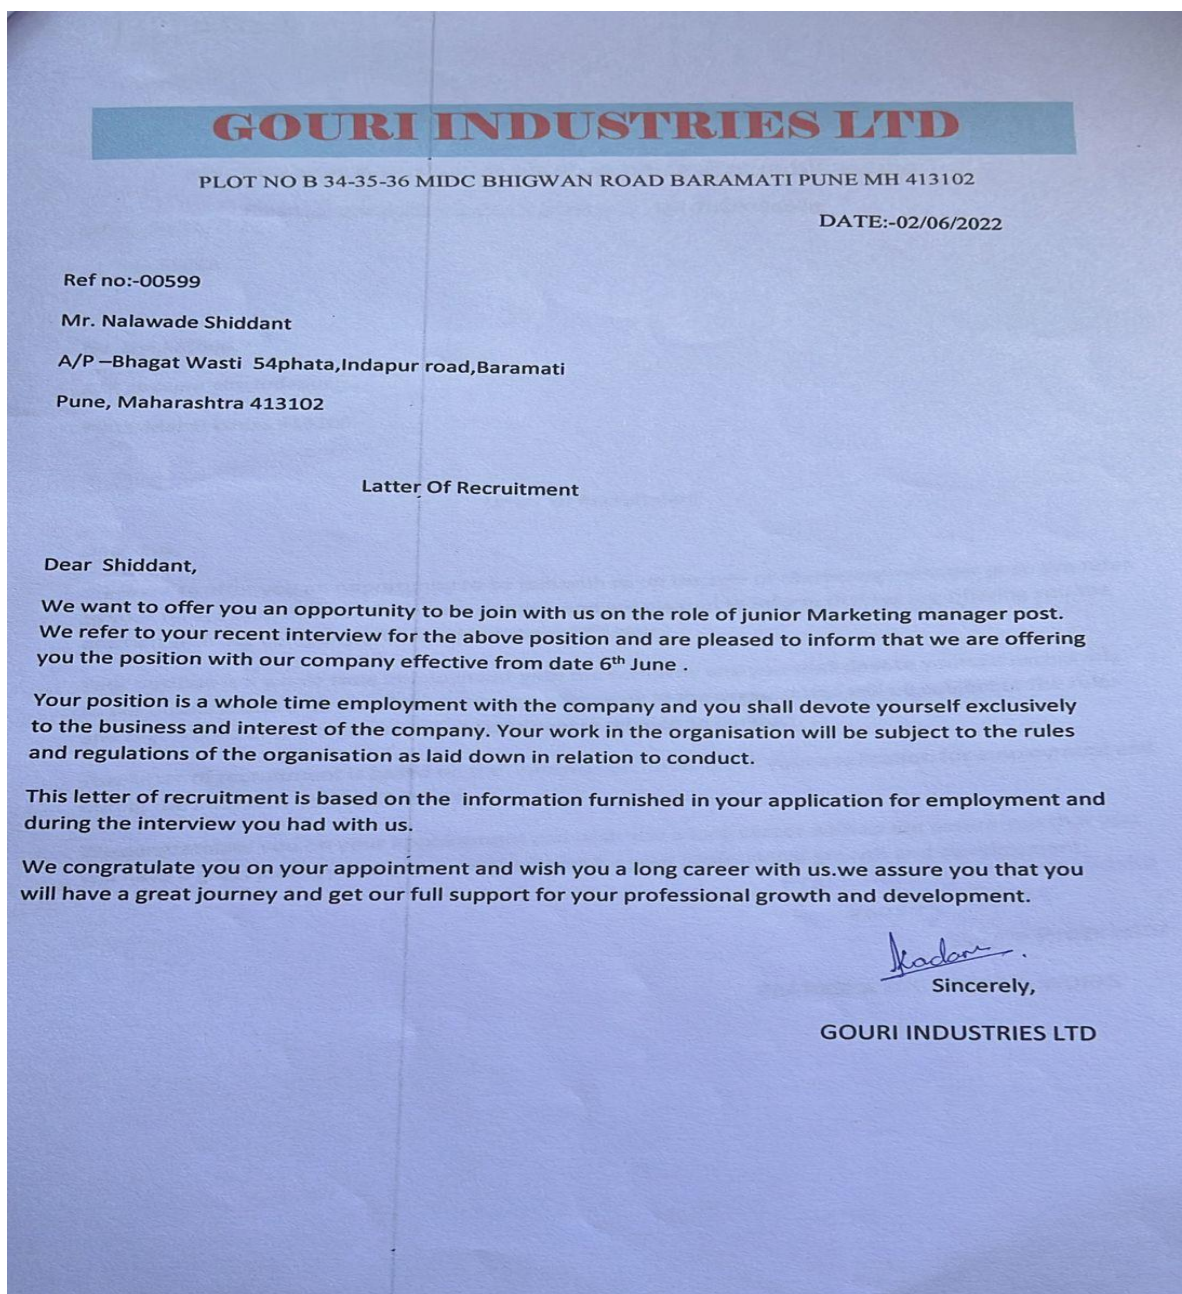 GOURI INDUSTRIES LTD
PLOT NO B 34-35-36 MIDC BHIGWAN ROAD BARAMATI PUNE MH 413102
DATE:-02/06/2022
Ref no:-00599
Mr. Nalawade Shiddant
A/P –Bhagat Wasti 54phata,Indapur road,Baramati
Pune, Maharashtra 413102
Latter Of Recruitment
Dear Shiddant,
We want to offer you an opportunity to be join with us on the role of junior Marketing manager post.
We refer to your recent interview for the above position and are pleased to inform that we are offering
you the position with our company effective from date 6th June .
Your position is a whole time employment with the company and you shall devote yourself exclusively
to the business and interest of the company. Your work in the organisation will be subject to the rules
and regulations of the organisation as laid down in relation to conduct.
This letter of recruitment is based on the information furnished in your application for employment and
during the interview you had with us.
We congratulate you on your appointment and wish you a long career with us.we assure you that you
will have a great journey and get our full support for your professional growth and development.
Sincerely,
GOURI INDUSTRIES LTD